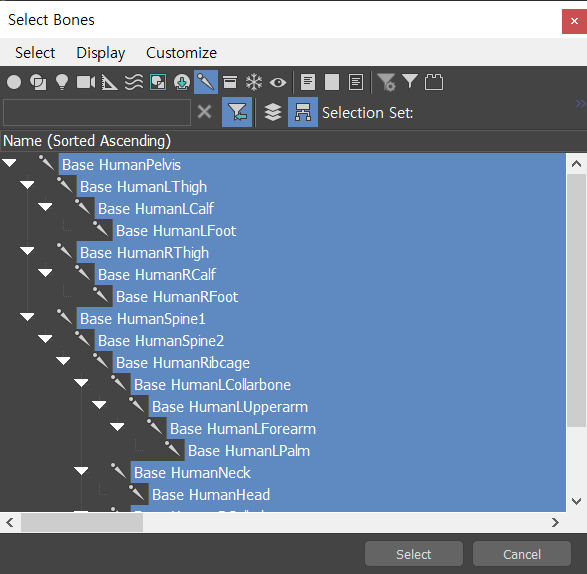 Select Bones
Select Display Customize
Selection Set:
Name (Sorted Ascending)
Base HumanPelvis
Base HumanLThigh
Base HumanLCalf
Base HumanLFoot
Base HumanRThigh
Base HumanRCalf
Base HumanRFoot
Base HumanSpine1
Base HumanSpine2
Base HumanRibcage
Base HumanLCollarbone
Base HumanLUpperarm
Base HumanLForearm
Base HumanLPalm
Base HumanNeck
Base HumanHead
Select Cancel